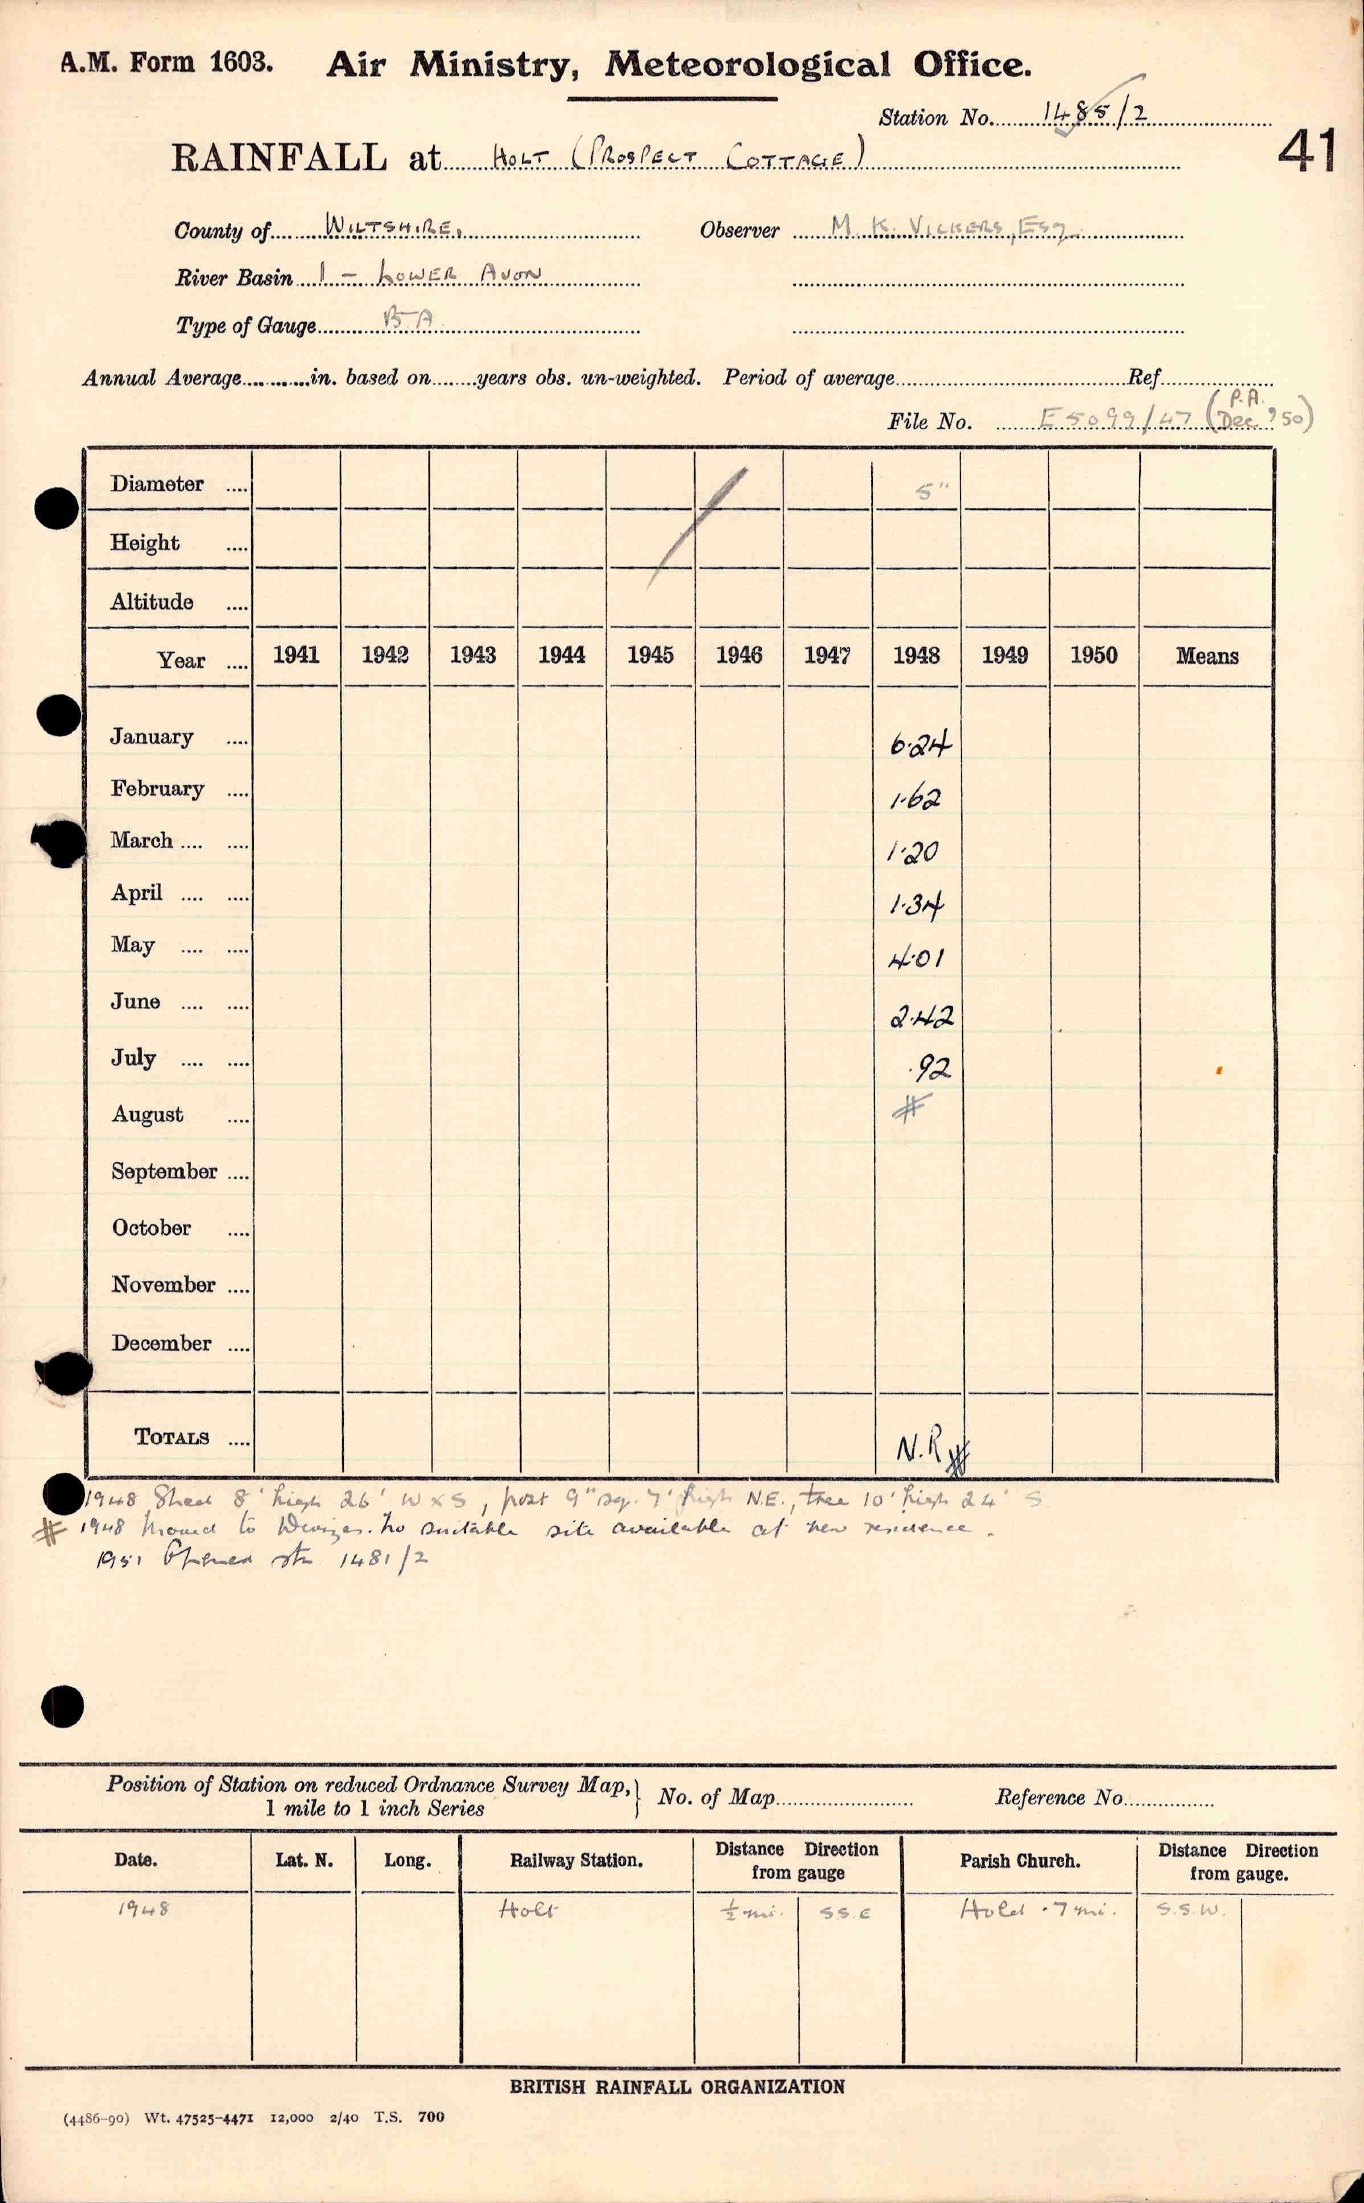 A.M. Form 1603. Air Ministry, Meteorological Office.
Station No. 1485/2
41
RAINFALL at Holt (Prospect Cottage)
County of Wiltshire. Observer M. K. Vickers, Esq.
River Basin 1 – Lower Avon
Type of Gauge BA
Annual Average in. based on years obs. un-weighted. Period of average Ref.
File No. E5099/47 (P.A. Dec '50)
Diameter .... 5"
Height ....
Altitude ....
Year .... 1941 1942 1943 1944 1945 1946 1947 1948 1949 1950 Means
January .... 6.24
February .... 1.62
March .... .... 1.20
April .... .... 1.34
May .... .... 4.01
June .... .... 2.42
July .... .... .92
August .... #
September ....
October ....
November ....
December ....
TOTALS .... N.R #
1948 Shed 8' high 26' W x S, post 9" sq. 7' high N.E., tree 10' high 24' S
# 1948 Moved to Devizes. No suitable site available at new residence.
1951 Opened stn 1481/2
Position of Station on reduced Ordnance Survey Map,} No. of Map Reference No.
1 mile to 1 inch Series
Date. Lat. N. Long. Railway Station. Distance Direction from gauge Parish Church. Distance Direction from gauge.
1948 Holt ½ mi. SSE Hold .7 mi. S.S.W.
BRITISH RAINFALL ORGANIZATION
(4486-90) Wt. 47525-4471 12,000 2/40 T.S. 700